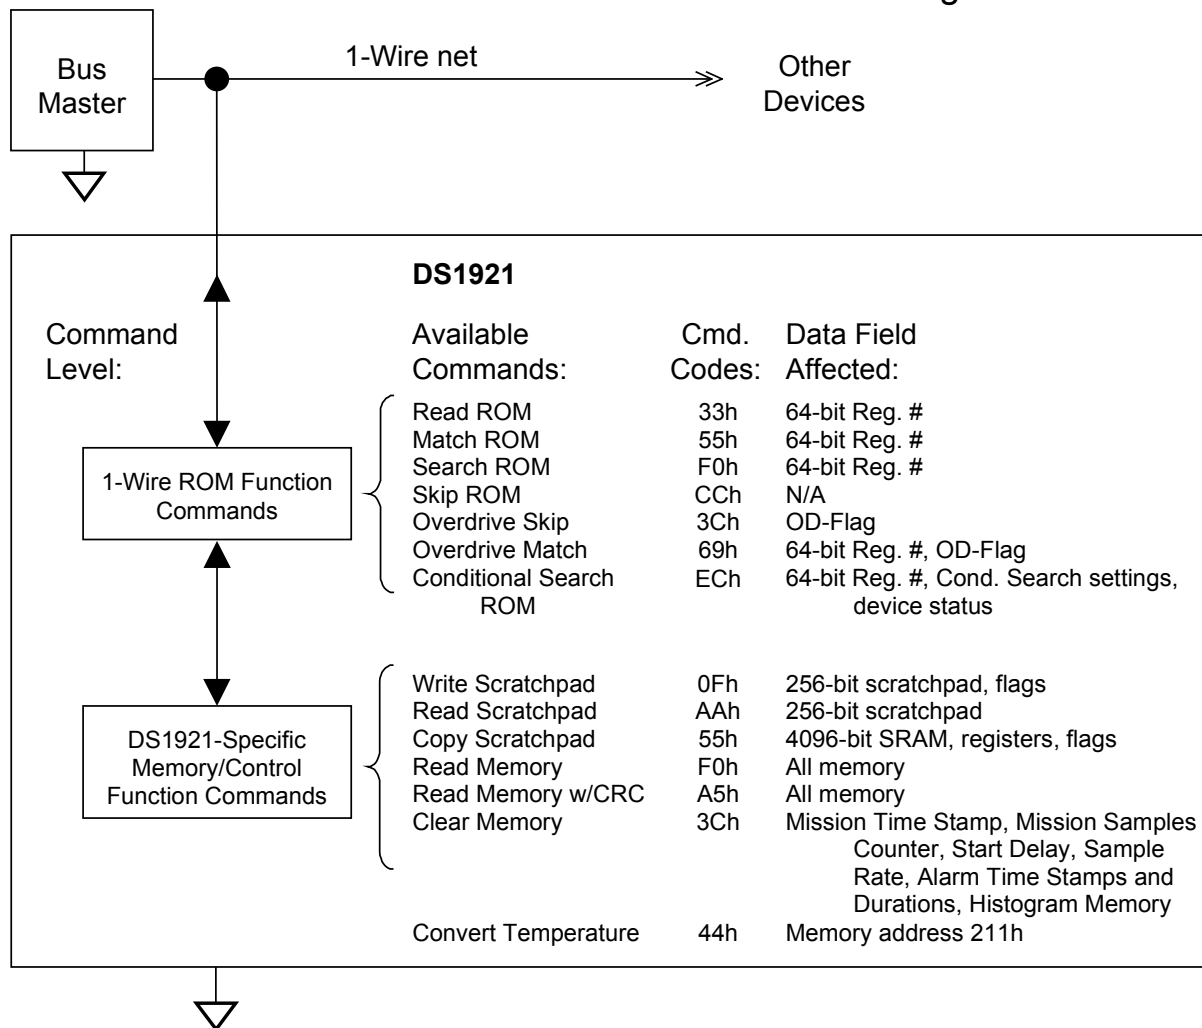 Bus
Master
1-Wire net
Other
Devices
DS1921
Command
Level:
Available
Commands:
Cmd.
Codes:
Data Field
Affected:
1-Wire ROM Function
Commands
Read ROM 33h 64-bit Reg. #
Match ROM 55h 64-bit Reg. #
Search ROM F0h 64-bit Reg. #
Skip ROM CCh N/A
Overdrive Skip 3Ch OD-Flag
Overdrive Match 69h 64-bit Reg. #, OD-Flag
Conditional Search ECh 64-bit Reg. #, Cond. Search settings,
ROM device status
DS1921-Specific
Memory/Control
Function Commands
Write Scratchpad 0Fh 256-bit scratchpad, flags
Read Scratchpad AAh 256-bit scratchpad
Copy Scratchpad 55h 4096-bit SRAM, registers, flags
Read Memory F0h All memory
Read Memory w/CRC A5h All memory
Clear Memory 3Ch Mission Time Stamp, Mission Samples
Counter, Start Delay, Sample
Rate, Alarm Time Stamps and
Durations, Histogram Memory
Convert Temperature 44h Memory address 211h